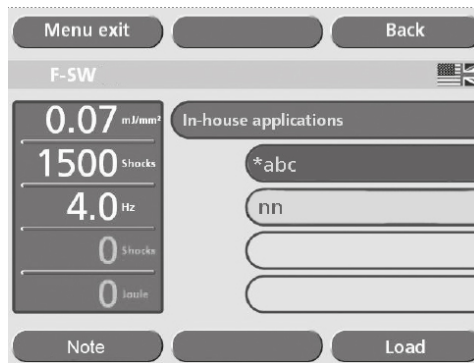 Menu exit
Back
F-SW
0.07 mJ/mm²
In-house applications
1500 Shocks
*abc
4.0 Hz
nn
0 Shocks
0 Joule
Note
Load